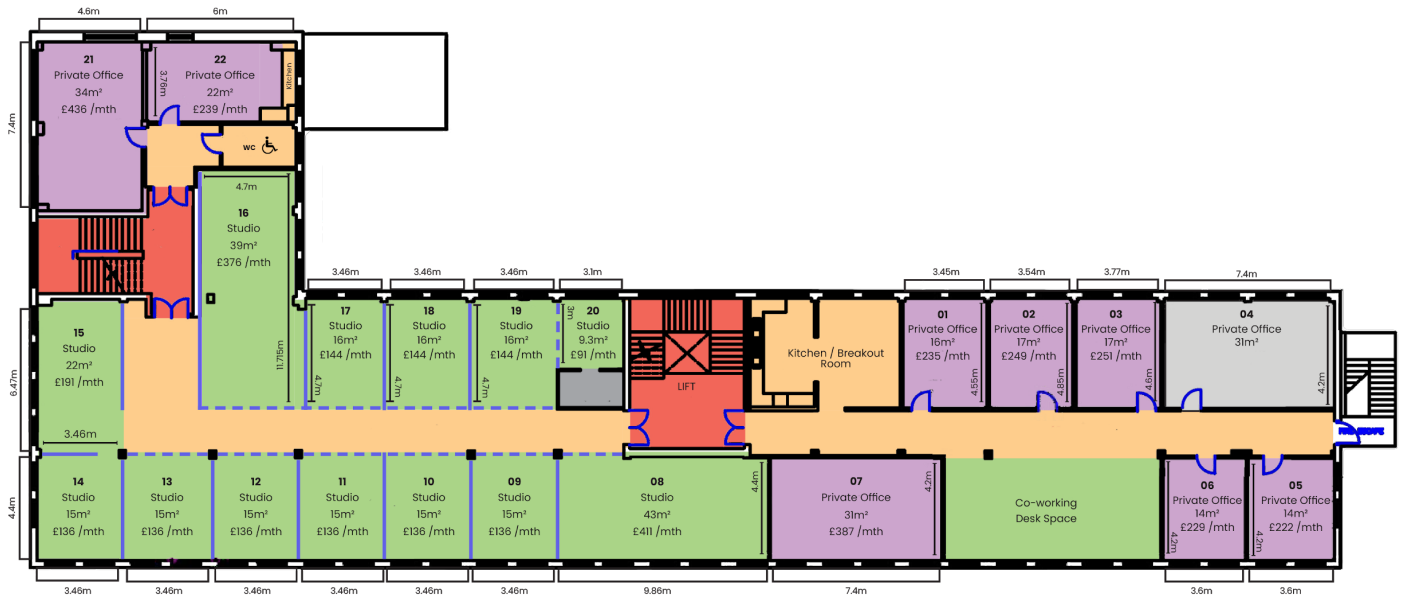 4.6m
6m
7.4m
21
Private Office
34m²
£436 /mth
3.76m
22
Private Office
22m²
£239 /mth
Kitchen
WC
4.7m
16
Studio
39m²
£376 /mth
11.715m
3.46m
3.46m
3.46m
3.1m
3.45m
3.54m
3.77m
7.4m
6.47m
15
Studio
22m²
£191 /mth
3.46m
17
Studio
16m²
£144 /mth
4.7m
18
Studio
16m²
£144 /mth
4.7m
19
Studio
16m²
£144 /mth
4.7m
3m
20
Studio
9.3m²
£91 /mth
LIFT
Kitchen / Breakout
Room
01
Private Office
16m²
£235 /mth
4.55m
02
Private Office
17m²
£249 /mth
4.85m
03
Private Office
17m²
£251 /mth
4.6m
04
Private Office
31m²
4.2m
4.4m
14
Studio
15m²
£136 /mth
13
Studio
15m²
£136 /mth
12
Studio
15m²
£136 /mth
11
Studio
15m²
£136 /mth
10
Studio
15m²
£136 /mth
09
Studio
15m²
£136 /mth
08
Studio
43m²
£411 /mth
4.4m
07
Private Office
31m²
£387 /mth
4.2m
Co-working
Desk Space
06
Private Office
14m²
£229 /mth
4.2m
05
Private Office
14m²
£222 /mth
4.2m
3.46m
3.46m
3.46m
3.46m
3.46m
3.46m
9.86m
7.4m
3.6m
3.6m